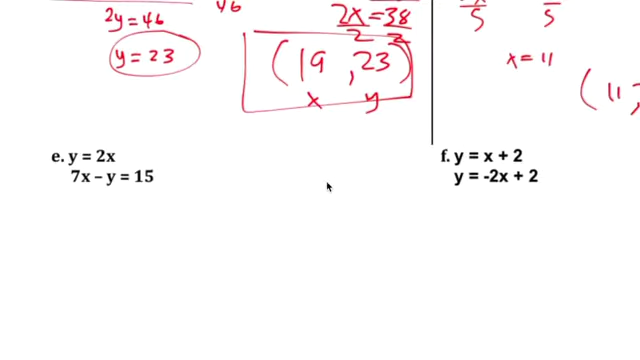 46
2y = 46
y = 23
2x = 38
2 2
(19, 23)
x y
5 5
x = 11
(11,
e. y = 2x
7x – y = 15
f. y = x + 2
y = -2x + 2